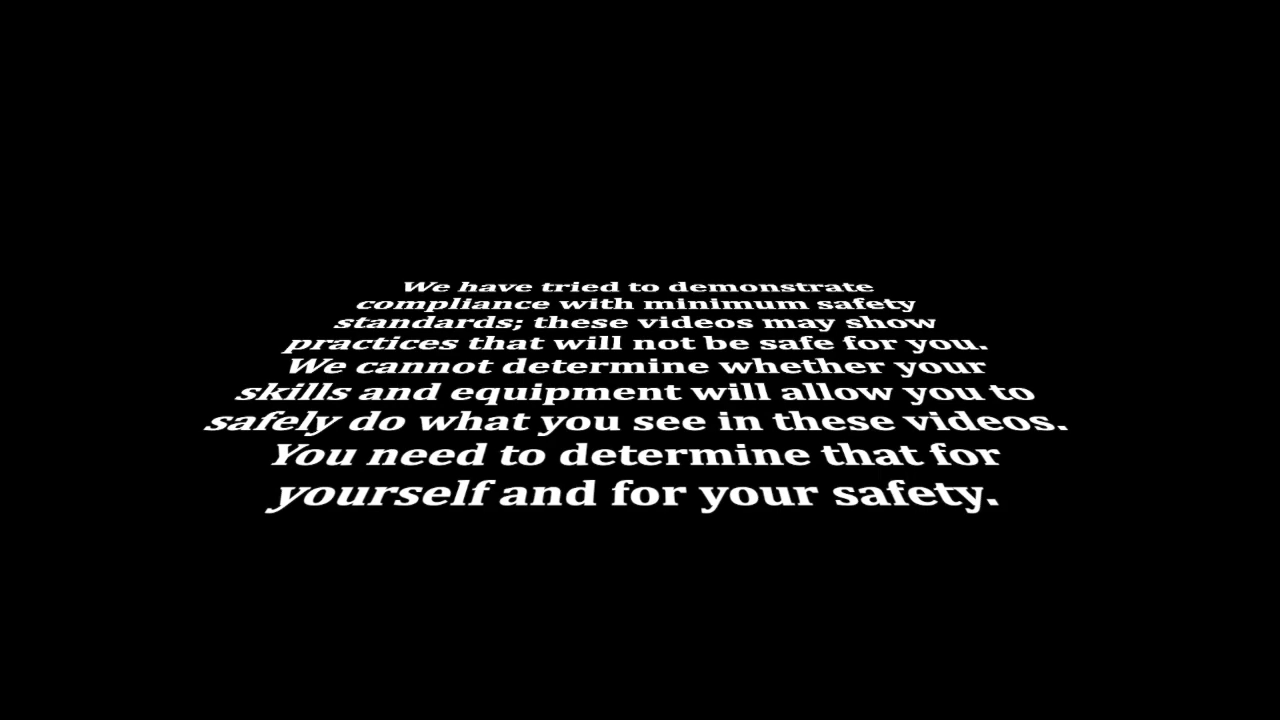 We have tried to demonstrate
compliance with minimum safety
standards; these videos may show
practices that will not be safe for you.
We cannot determine whether your
skills and equipment will allow you to
safely do what you see in these videos.
You need to determine that for
yourself and for your safety.